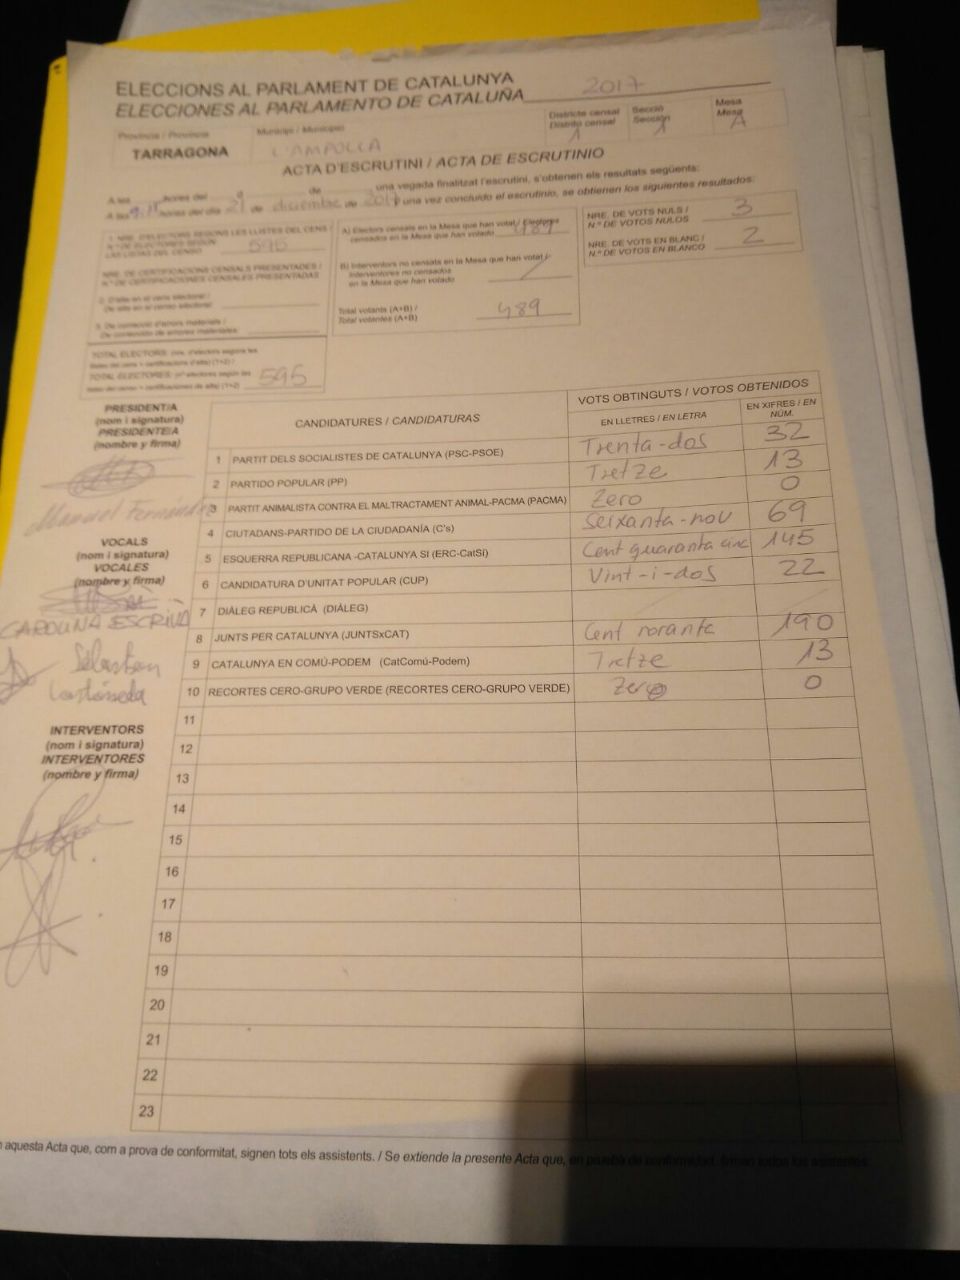 ELECCIONS AL PARLAMENT DE CATALUNYA
ELECCIONES AL PARLAMENTO DE CATALUÑA 2017
Provincia / Provincia
TARRAGONA
Municipi / Municipio
L'AMPOLLA
Districte censal
Distrito censal
1
Secció
Sección
1
Mesa
Mesa
A
ACTA D'ESCRUTINI / ACTA DE ESCRUTINIO
A les hores del d de una vegada finalitzat l'escrutini, s'obtenen els resultats següents:
A las hores del día 21 de diciembre de 2017 una vez concluido el escrutinio, se obtienen los siguientes resultados:
1. NRE. D'ELECTORS SEGONS LES LLISTES DEL CENS /
N.º DE ELECTORES SEGÚN
LAS LISTAS DEL CENSO
595
NRE. DE CERTIFICACIONS CENSALS PRESENTADES /
N.º DE CERTIFICACIONES CENSALES PRESENTADAS
2. D'alta en el cens electoral /
De alta en el censo electoral
3. De correcció d'errors materials /
De corrección de errores materiales
TOTAL ELECTORS: (nre. d'electors segons les
llistes del cens + certificacions d'alta) (1+2) /
TOTAL ELECTORES: (nº electores según las
listas del censo + certificaciones de alta) (1+2) 595
A) Electors censats en la Mesa que han votat / Electores
censados en la Mesa que han votado 489
B) Interventors no censats en la Mesa que han votat /
Interventores no censados
en la Mesa que han votado
Total votants (A+B) /
Total votantes (A+B)
489
NRE. DE VOTS NULS /
N.º DE VOTOS NULOS
3
NRE. DE VOTS EN BLANC /
N.º DE VOTOS EN BLANCO
2
PRESIDENT/A
(nom i signatura)
PRESIDENTE/A
(nombre y firma)
Manuel
VOCALS
(nom i signatura)
VOCALES
(nombre y firma)
CAROLINA ESCRIVÀ
INTERVENTORS
(nom i signatura)
INTERVENTORES
(nombre y firma)
CANDIDATURES / CANDIDATURAS
VOTS OBTINGUTS / VOTOS OBTENIDOS
EN LLETRES / EN LETRA
EN XIFRES / EN NÚM.
1 PARTIT DELS SOCIALISTES DE CATALUNYA (PSC-PSOE) Trenta-dos 32
2 PARTIDO POPULAR (PP) Tretze 13
3 PARTIT ANIMALISTA CONTRA EL MALTRACTAMENT ANIMAL-PACMA (PACMA) Zero 0
4 CIUTADANS-PARTIDO DE LA CIUDADANÍA (C's) Seixanta-nou 69
5 ESQUERRA REPUBLICANA -CATALUNYA SI (ERC-CatSí) Cent quaranta cinc 145
6 CANDIDATURA D'UNITAT POPULAR (CUP) Vint-i-dos 22
7 DIÀLEG REPUBLICÀ (DIÀLEG)
8 JUNTS PER CATALUNYA (JUNTSxCAT) Cent noranta 190
9 CATALUNYA EN COMÚ-PODEM (CatComú-Podem) Tretze 13
10 RECORTES CERO-GRUPO VERDE (RECORTES CERO-GRUPO VERDE) Zero 0
11
12
13
14
15
16
17
18
19
20
21
22
23
aquesta Acta que, com a prova de conformitat, signen tots els assistents. / Se extiende la presente Acta que, en prueba de conformidad, firman todos los asistentes.